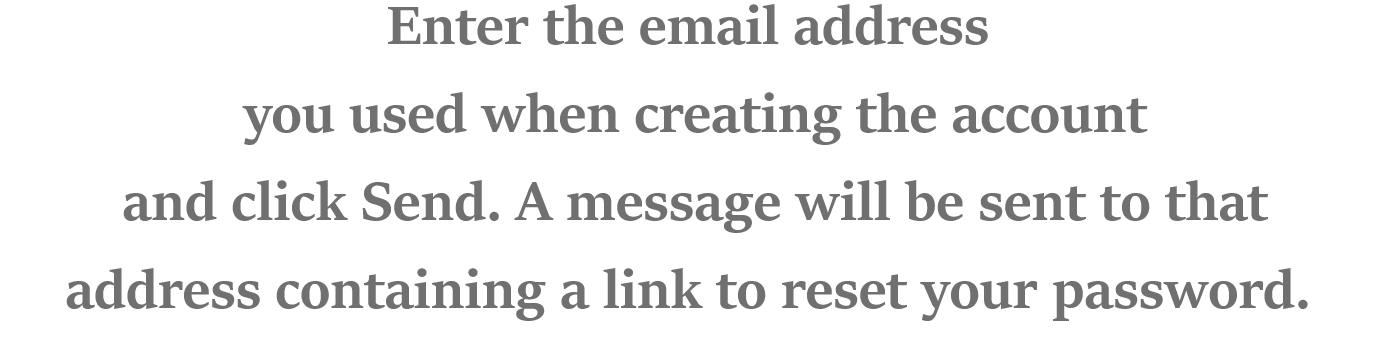 Enter the email address
you used when creating the account
and click Send. A message will be sent to that
address containing a link to reset your password.